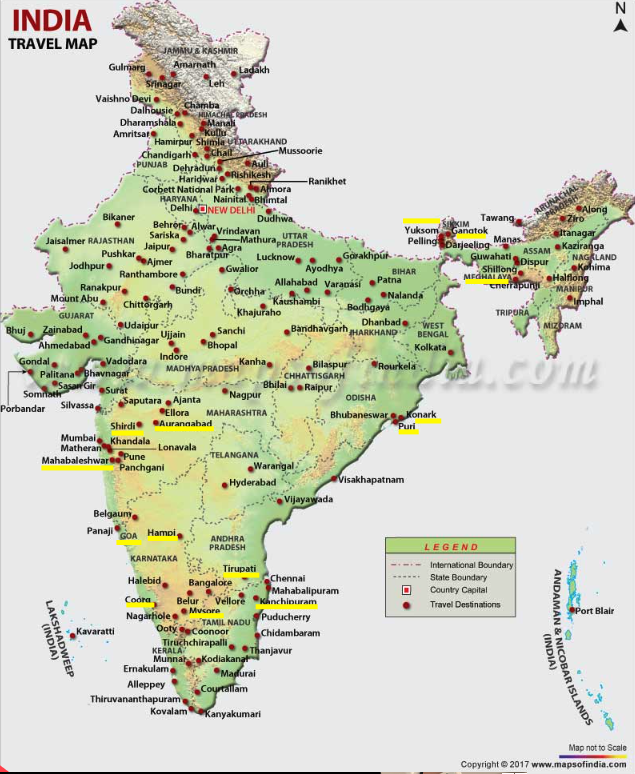 INDIA
TRAVEL MAP
N
JAMMU & KASHMIR
Gulmarg
Amarnath
Ladakh
Srinagar
Leh
Vaishno Devi
Chamba
Dalhousie
HIMACHAL PRADESH
Dharamshala
Manali
Amritsar
Kullu
Hamirpur
Shimla
UTTARAKHAND
Chandigarh
Chail
Mussoorie
PUNJAB
Auli
Dehradun
Rishikesh
Haridwar
Ranikhet
Corbett National Park
Almora
HARYANA
Nainital
Bhimtal
Delhi
NEW DELHI
Dudhwa
Bikaner
Behror
Alwar
Vrindavan
Sariska
Mathura
UTTAR
PRADESH
Jaisalmer
RAJASTHAN
Jaipur
Agra
Bharatpur
Pushkar
Ajmer
Lucknow
Gorakhpur
Jodhpur
Ayodhya
Ranthambore
Gwalior
BIHAR
Ranakpur
Bundi
Orchha
Allahabad
Varanasi
Patna
Mount Abu
Chittorgarh
Kaushambi
Nalanda
Khajuraho
Bodhgaya
GUJARAT
Udaipur
Dhanbad
Bhuj
Zainabad
Ujjain
Sanchi
Bandhavgarh
JHARKHAND
WEST
BENGAL
Ahmedabad
Gandhinagar
Indore
Bhopal
Kolkata
Gondal
Vadodara
MADHYA PRADESH
Kanha
Bilaspur
Rourkela
Palitana
Bhavnagar
CHHATTISGARH
Sasan Gir
Surat
Bhilai
Raipur
Somnath
Saputara
Ajanta
Nagpur
ODISHA
Porbandar
Silvassa
Ellora
MAHARASHTRA
Bhubaneswar
Konark
Shirdi
Aurangabad
Puri
Mumbai
Khandala
Matheran
Lonavala
TELANGANA
Pune
Mahabaleshwar
Panchgani
Warangal
Hyderabad
Visakhapatnam
Vijayawada
Belgaum
Panaji
GOA
Hampi
ANDHRA
PRADESH
KARNATAKA
Tirupati
Halebid
Bangalore
Chennai
Mahabalipuram
Coorg
Belur
Vellore
Kanchipuram
Mysore
Nagarhole
TAMIL NADU
Puducherry
Ooty
Coonoor
Chidambaram
Tiruchchirapalli
KERALA
Thanjavur
Munnar
Kodiakanal
Ernakulam
Madurai
Alleppey
Courtallam
Thiruvananthapuram
Kovalam
Kanyakumari
LAKSHADWEEP
(INDIA)
Kavaratti
SIKKIM
Yuksom
Gangtok
Pelling
Darjeeling
Tawang
ARUNACHAL
PRADESH
Along
Ziro
Itanagar
Manas
ASSAM
Kaziranga
Guwahati
Dispur
NAGALAND
Shillong
Kohima
MEGHALAYA
Cherrapunji
Halflong
MANIPUR
Imphal
TRIPURA
MIZORAM
LEGEND
International Boundary
State Boundary
Country Capital
Travel Destinations
Port Blair
ANDAMAN & NICOBAR ISLANDS
(INDIA)
Map not to Scale
Copyright © 2017 www.mapsofindia.com